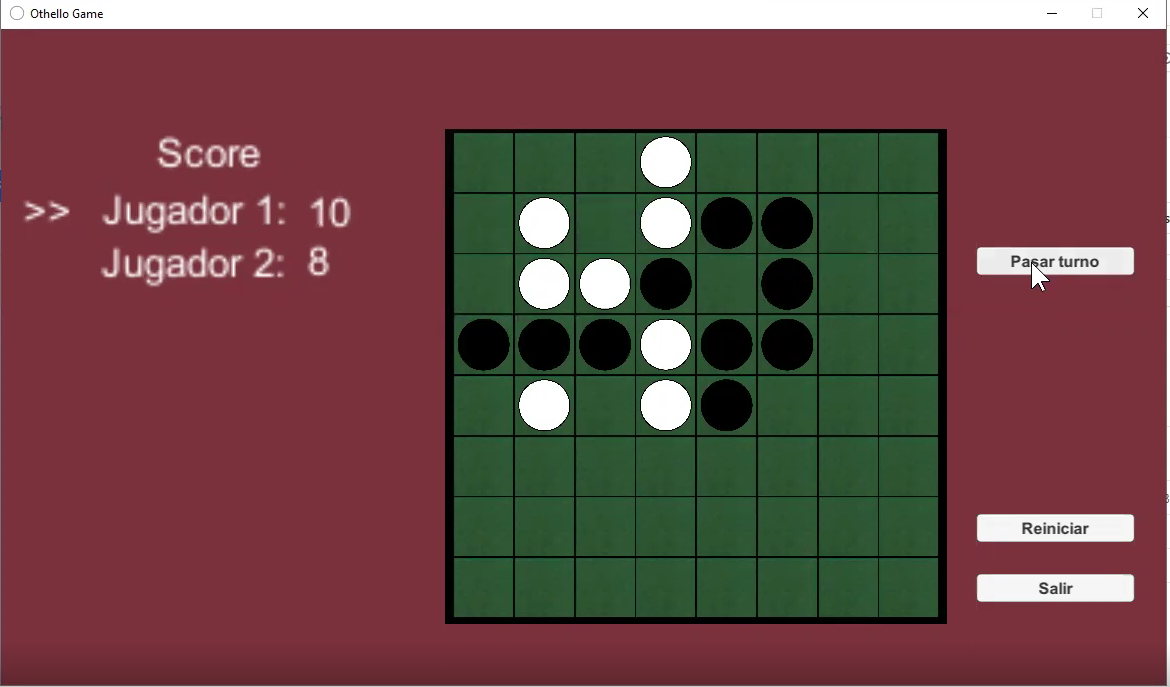 Othello Game
Score
>> Jugador 1: 10
Jugador 2: 8
Pasar turno
Reiniciar
Salir